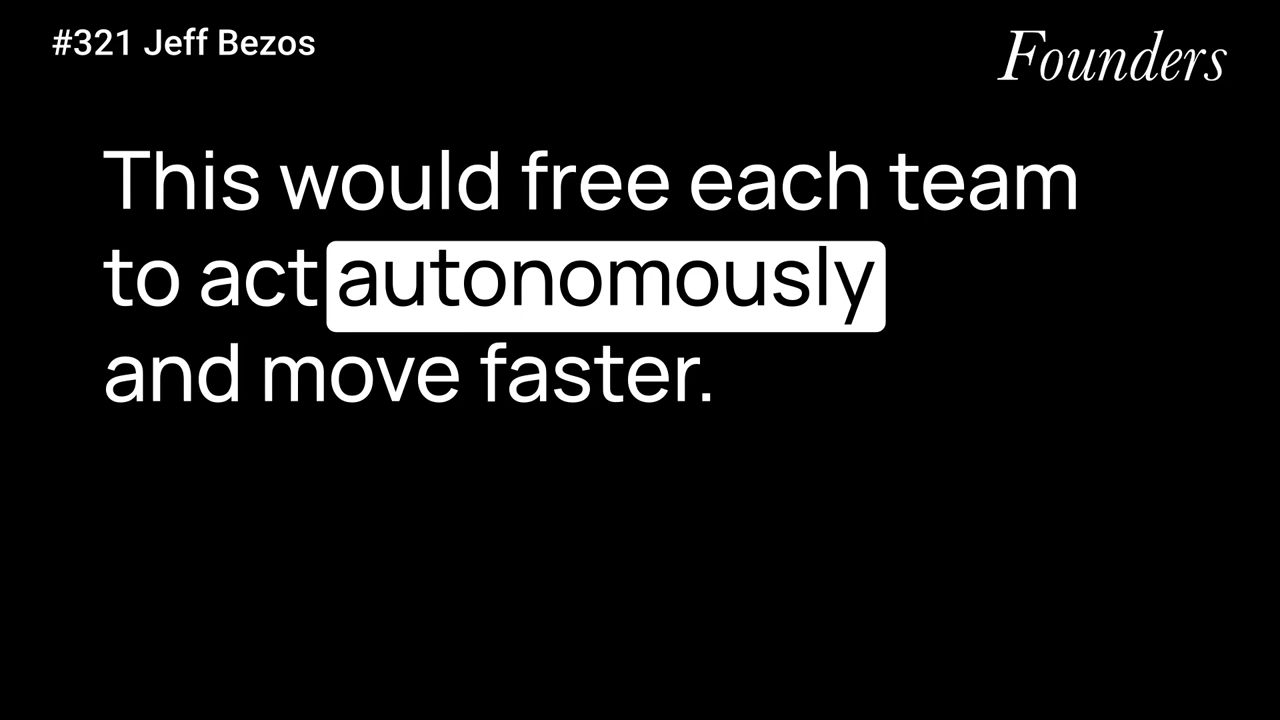 #321 Jeff Bezos
Founders
This would free each team
to act autonomously
and move faster.